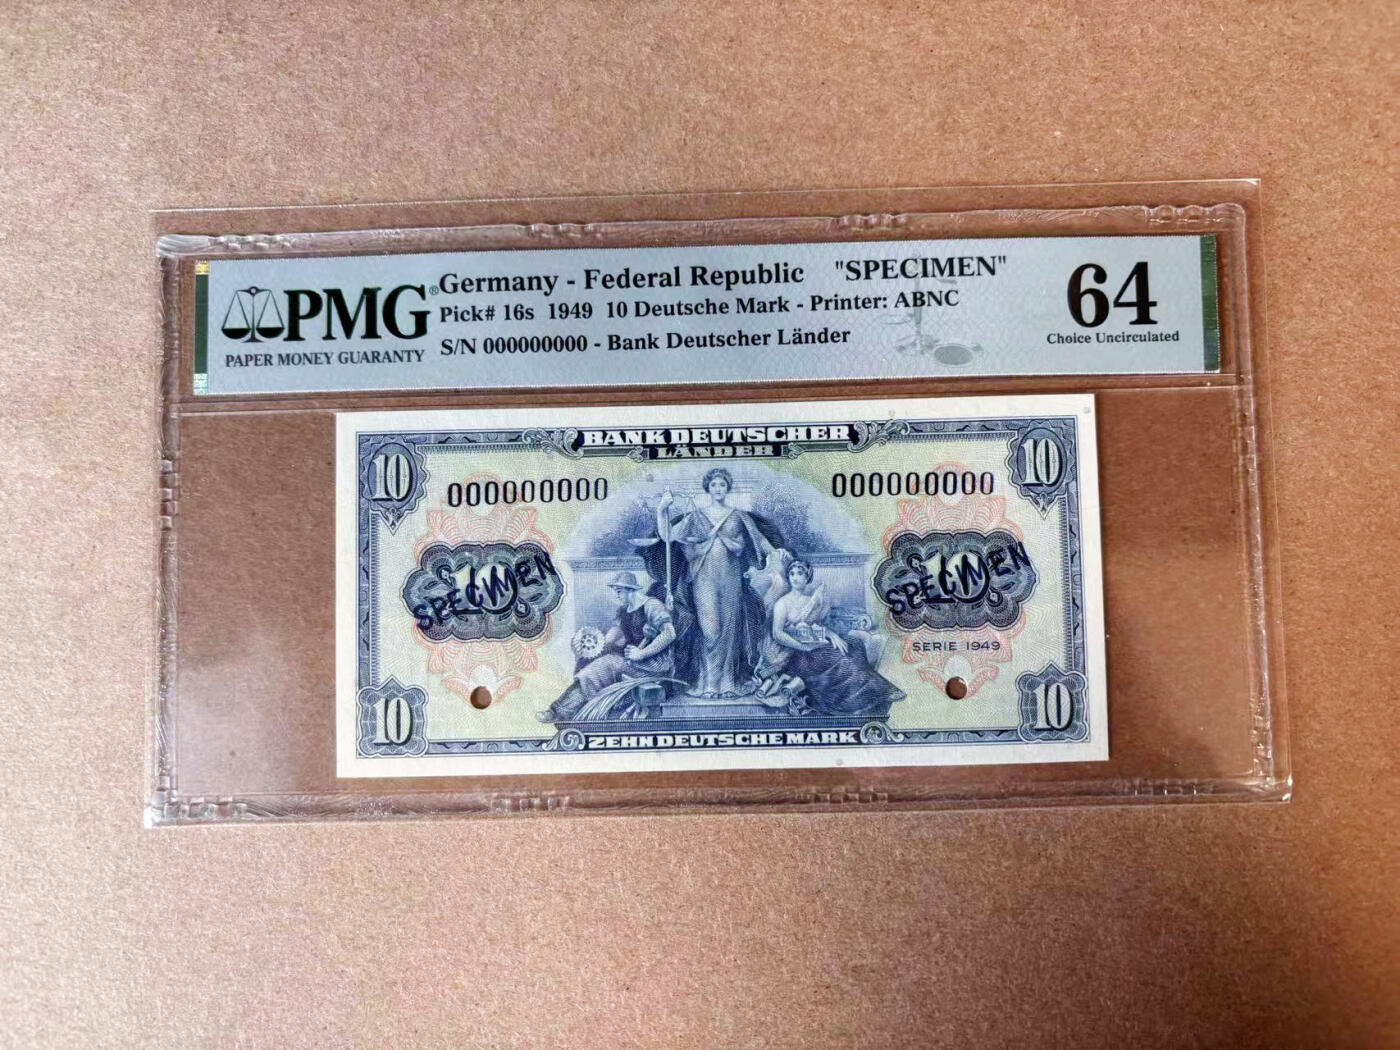 PMG®
PAPER MONEY GUARANTY
Germany - Federal Republic "SPECIMEN"
Pick# 16s 1949 10 Deutsche Mark - Printer: ABNC
S/N 000000000 - Bank Deutscher Länder
64
Choice Uncirculated
BANK DEUTSCHER
LÄNDER
10
10
000000000
000000000
10
SPECIMEN
10
SPECIMEN
SERIE 1949
10
10
ZEHN DEUTSCHE MARK